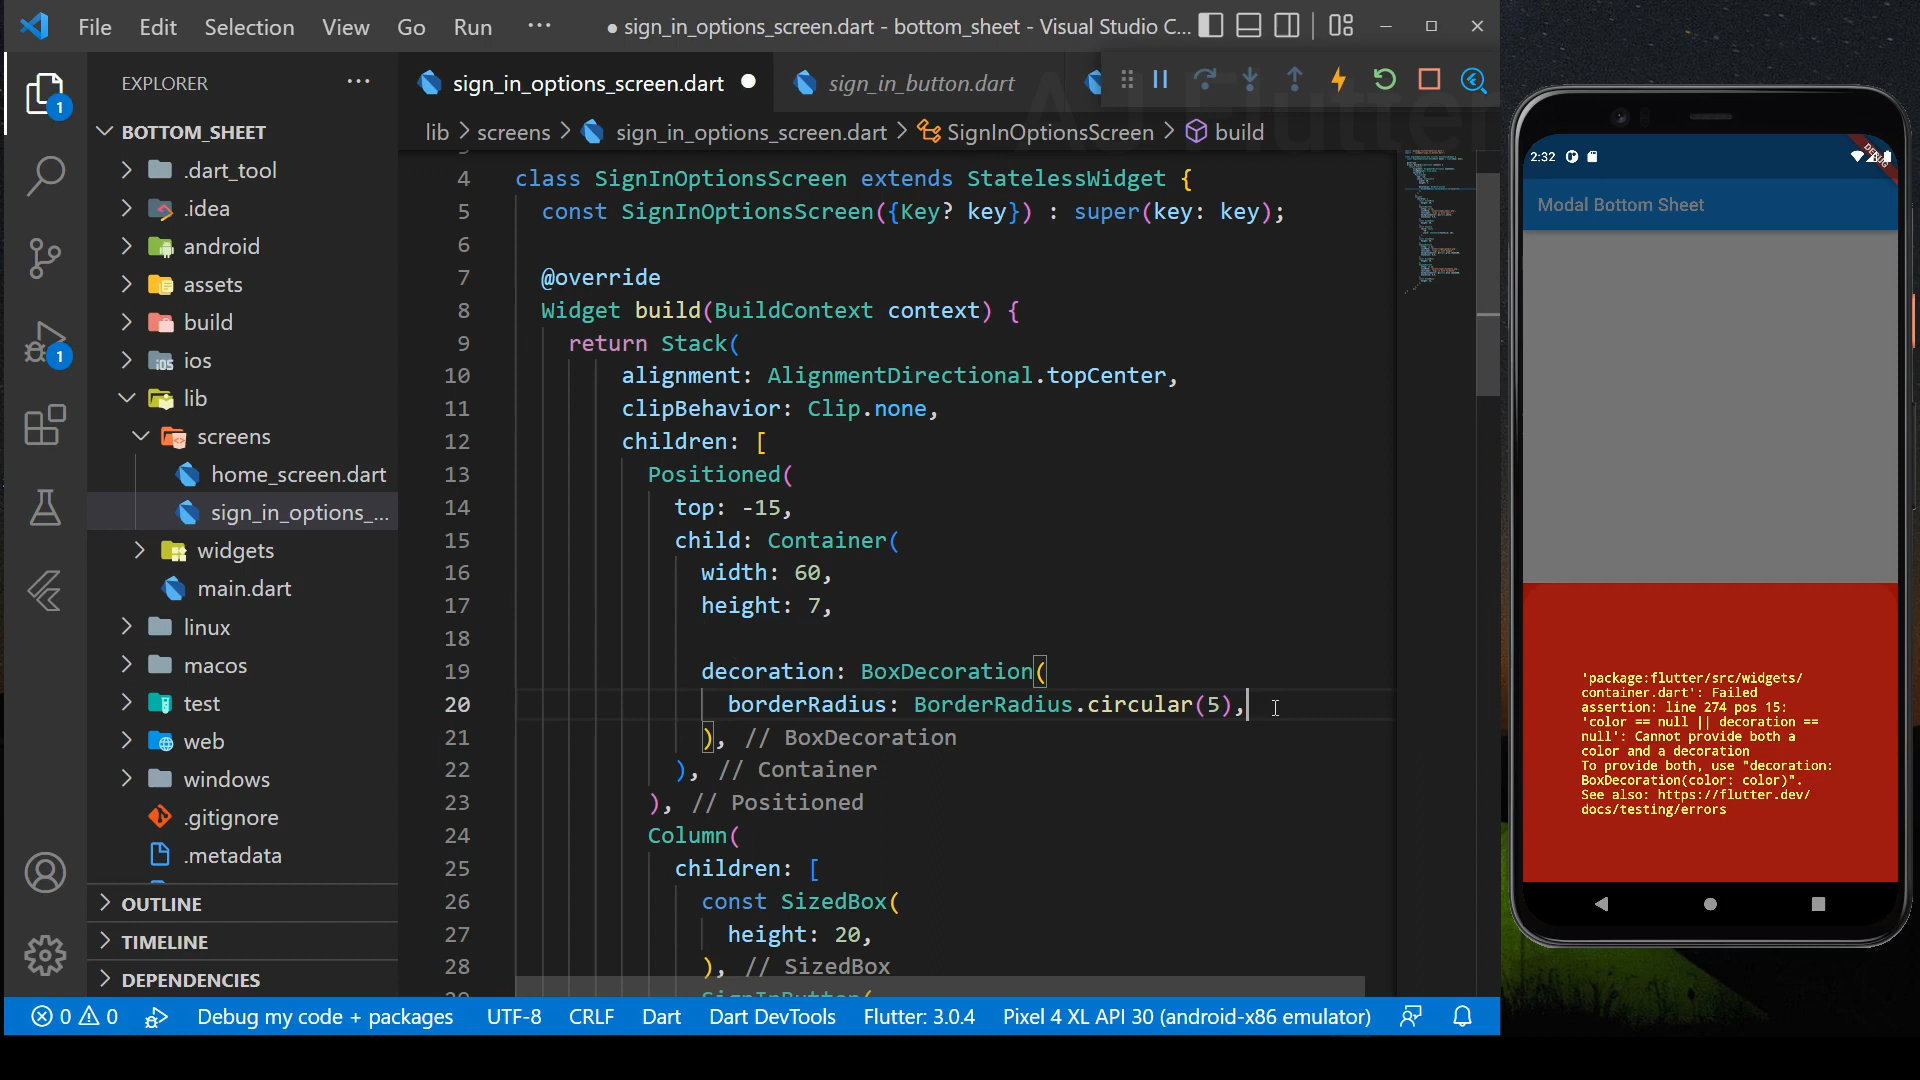 File Edit Selection View Go Run ···
● sign_in_options_screen.dart - bottom_sheet - Visual Studio C...
EXPLORER ···
sign_in_options_screen.dart
sign_in_button.dart
AJ Flutter
lib > screens > sign_in_options_screen.dart > SignInOptionsScreen > build
1
BOTTOM_SHEET
.dart_tool
.idea
android
assets
build
ios
lib
screens
home_screen.dart
sign_in_options_...
widgets
main.dart
linux
macos
test
web
windows
.gitignore
.metadata
OUTLINE
TIMELINE
DEPENDENCIES
1
4 class SignInOptionsScreen extends StatelessWidget {
5 const SignInOptionsScreen({Key? key}) : super(key: key);
6
7 @override
8 Widget build(BuildContext context) {
9 return Stack(
10 alignment: AlignmentDirectional.topCenter,
11 clipBehavior: Clip.none,
12 children: [
13 Positioned(
14 top: -15,
15 child: Container(
16 width: 60,
17 height: 7,
18
19 decoration: BoxDecoration(
20 borderRadius: BorderRadius.circular(5),
21 ), // BoxDecoration
22 ), // Container
23 ), // Positioned
24 Column(
25 children: [
26 const SizedBox(
27 height: 20,
28 ), // SizedBox
0 0 Debug my code + packages UTF-8 CRLF Dart Dart DevTools Flutter: 3.0.4 Pixel 4 XL API 30 (android-x86 emulator)
2:32
DEBUG
Modal Bottom Sheet
'package:flutter/src/widgets/
container.dart': Failed
assertion: line 274 pos 15:
'color == null || decoration ==
null': Cannot provide both a
color and a decoration
To provide both, use "decoration:
BoxDecoration(color: color)".
See also: https://flutter.dev/
docs/testing/errors